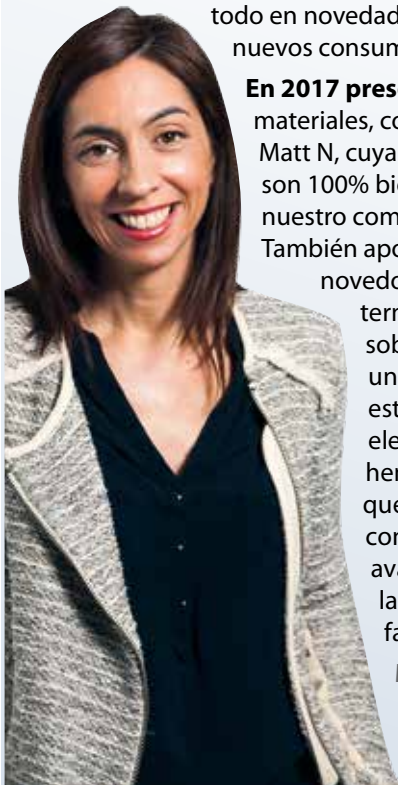 todo en novedad
nuevos consum
En 2017 prese
materiales, co
Matt N, cuya
son 100% bio
nuestro com
También apo
novedo
term
sob
un
est
ele
her
que
con
ava
la
fa